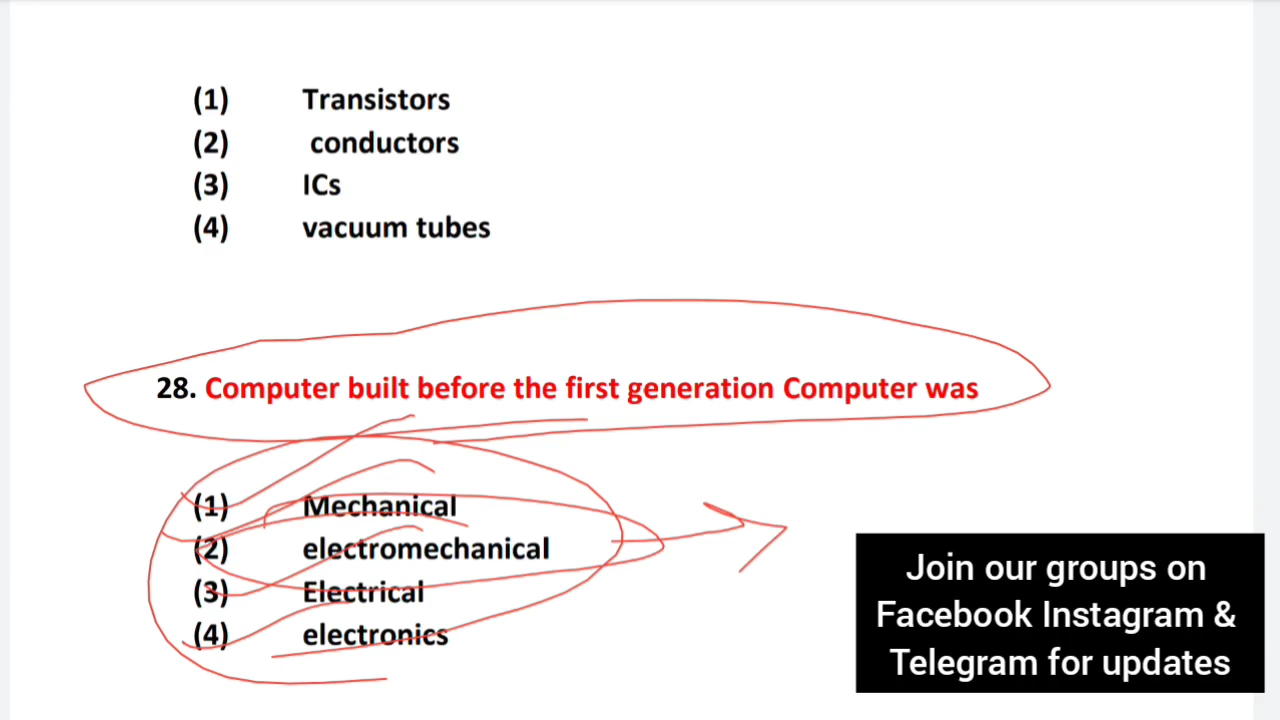 (1) Transistors
(2) conductors
(3) ICs
(4) vacuum tubes
28. Computer built before the first generation Computer was
(1) Mechanical
(2) electromechanical
(3) Electrical
(4) electronics
Join our groups on
Facebook Instagram &
Telegram for updates